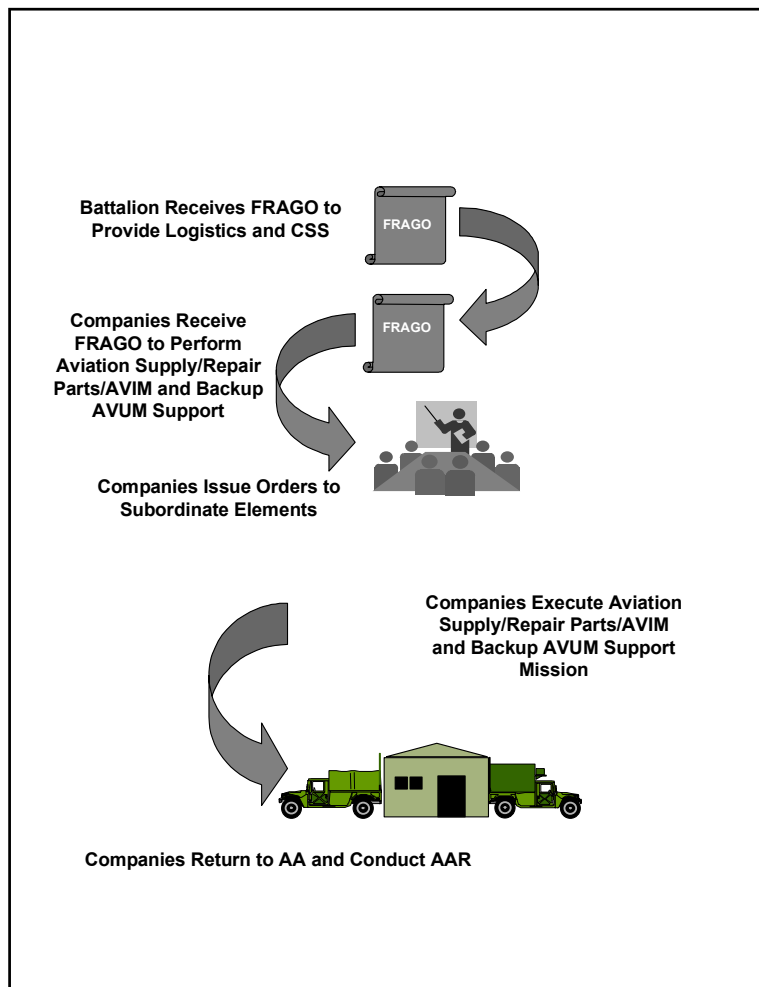 Battalion Receives FRAGO to
Provide Logistics and CSS
FRAGO
Companies Receive
FRAGO to Perform
Aviation Supply/Repair
Parts/AVIM and Backup
AVUM Support
FRAGO
Companies Issue Orders to
Subordinate Elements
Companies Execute Aviation
Supply/Repair Parts/AVIM
and Backup AVUM Support
Mission
Companies Return to AA and Conduct AAR